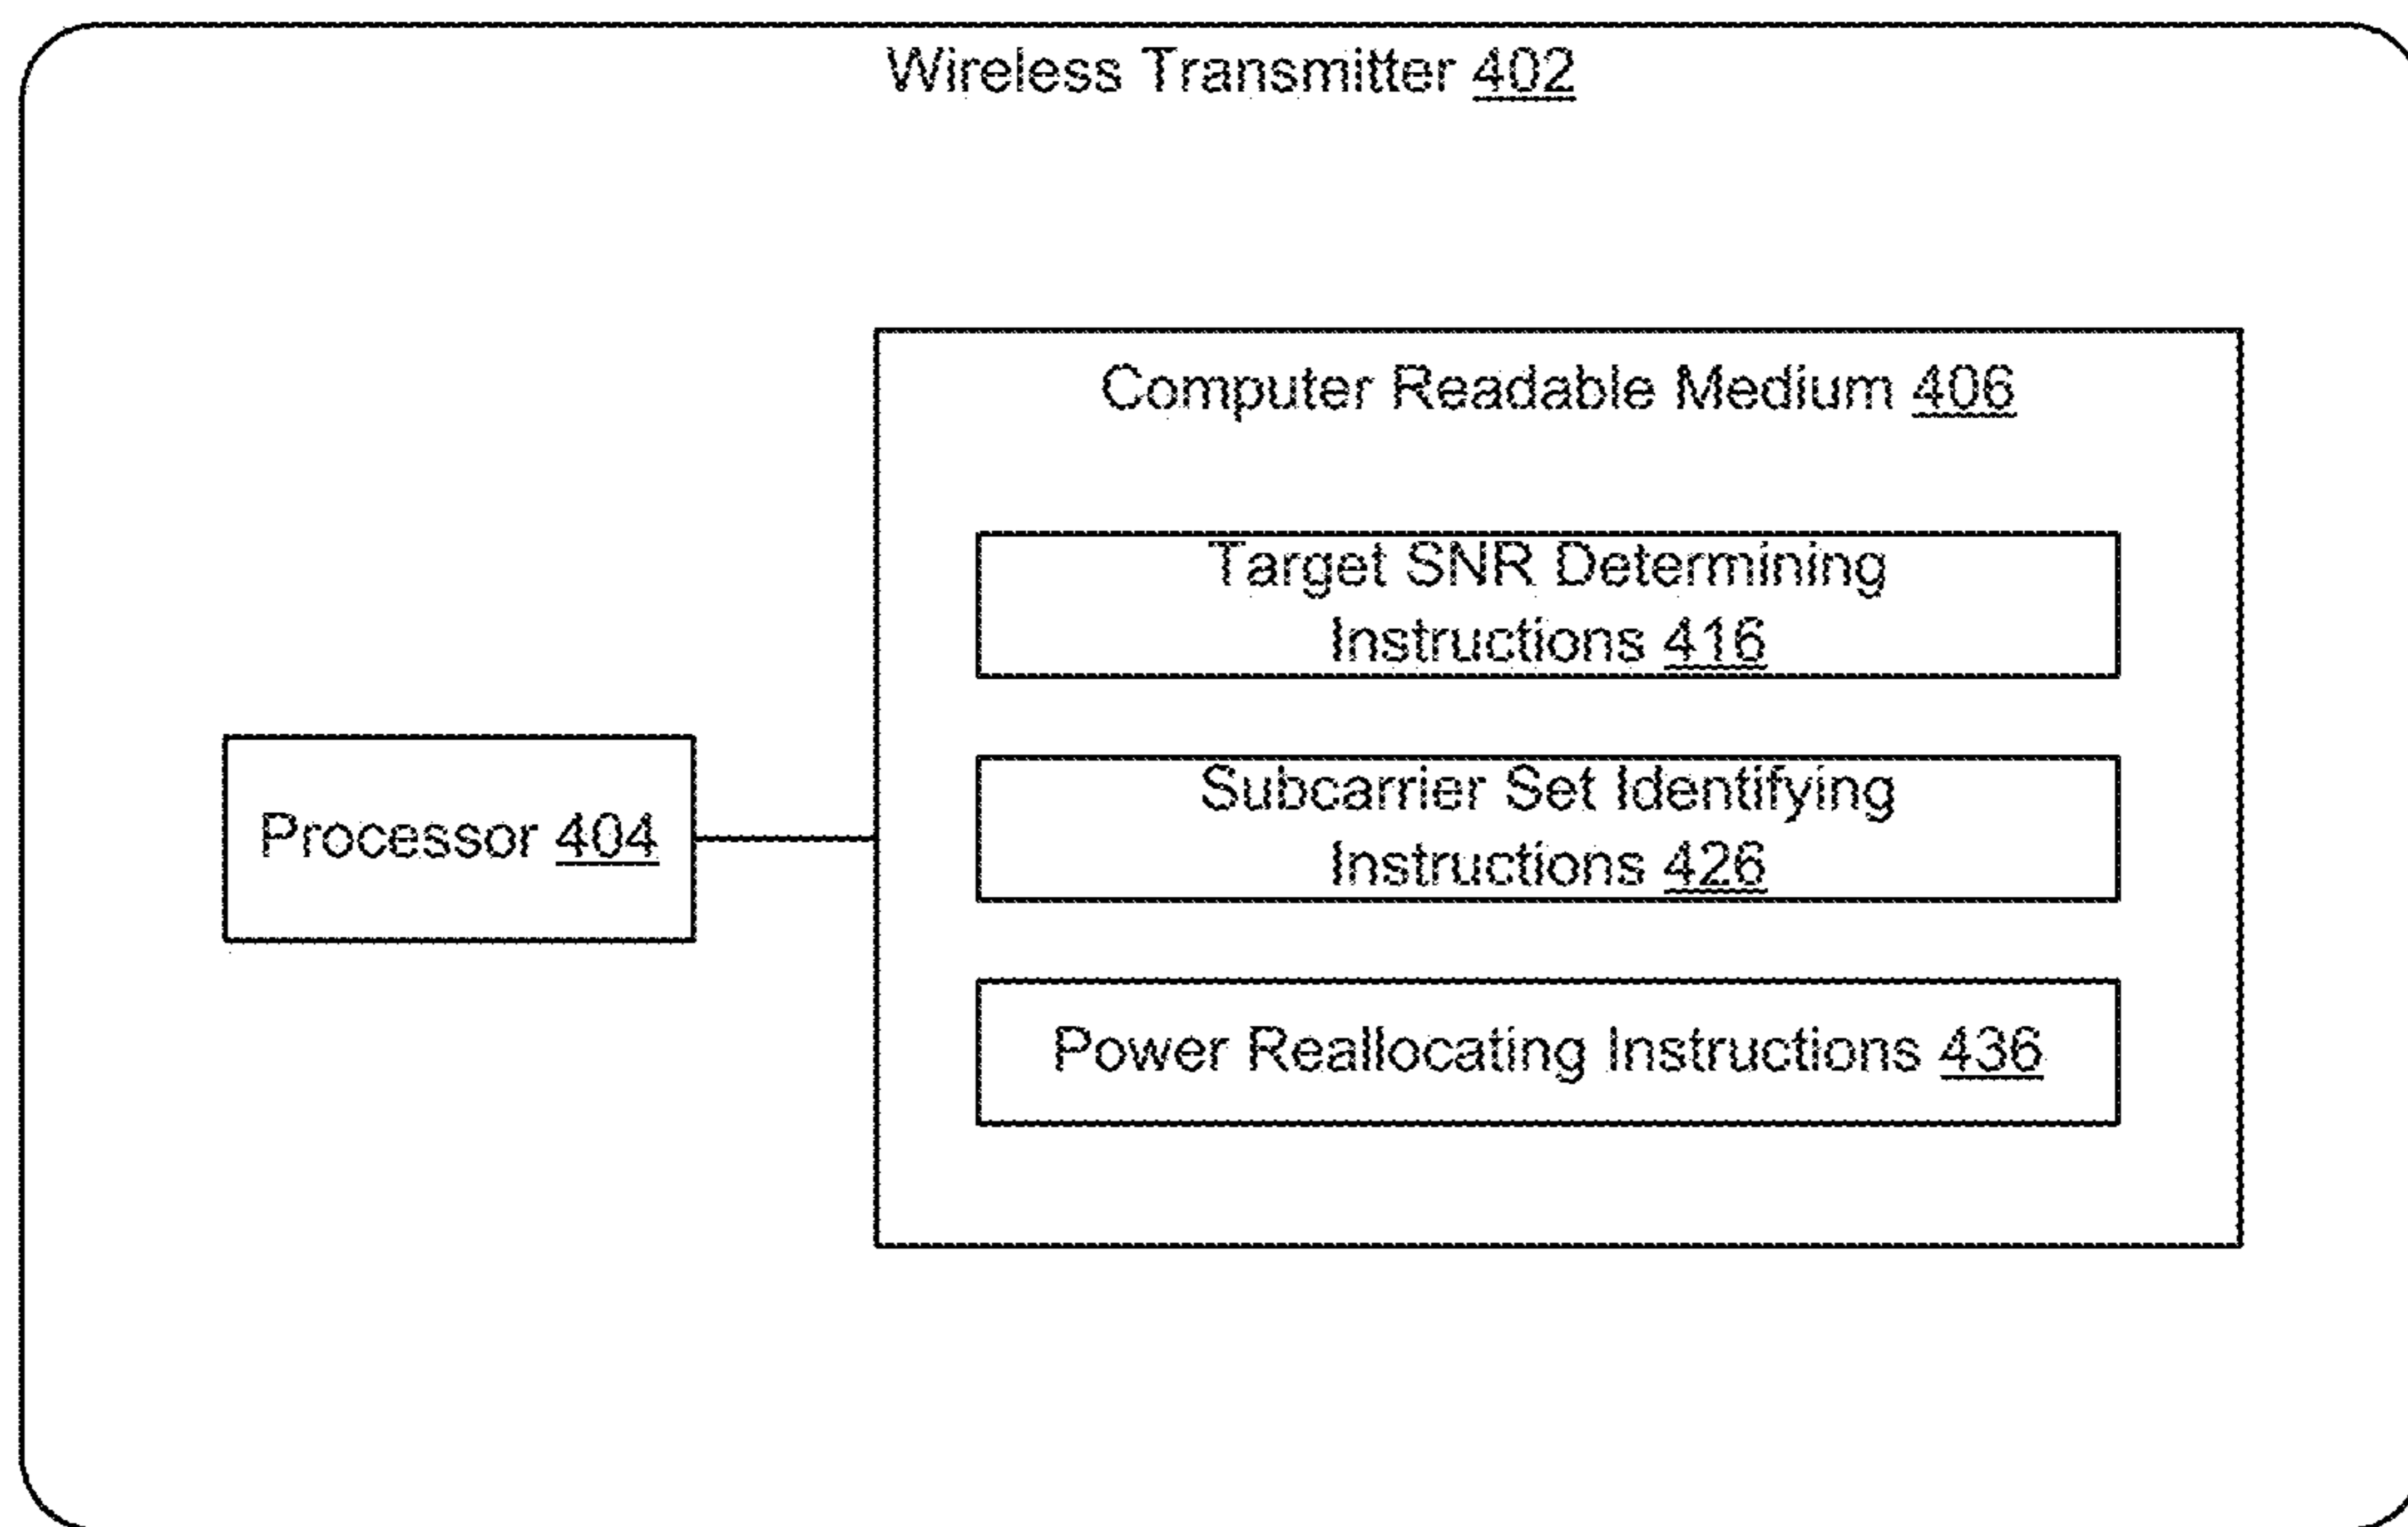 Wireless Transmitter 402
Computer Readable Medium 406
Target SNR Determining
Instructions 416
Subcarrier Set Identifying
Instructions 426
Processor 404
Power Reallocating Instructions 436